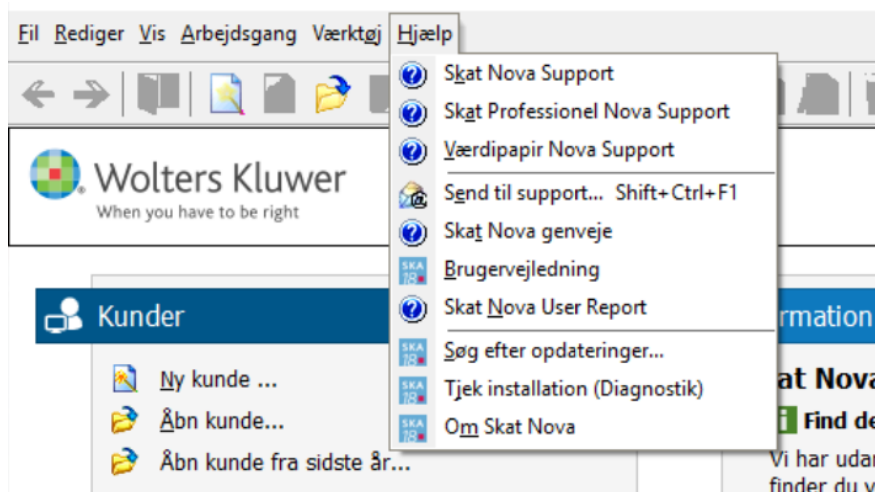 Fil Rediger Vis Arbejdsgang Værktøj Hjælp
Skat Nova Support
Skat Professionel Nova Support
Værdipapir Nova Support
Send til support... Shift+Ctrl+F1
Skat Nova genveje
Brugervejledning
Skat Nova User Report
Søg efter opdateringer...
Tjek installation (Diagnostik)
Om Skat Nova
Wolters Kluwer
When you have to be right
Kunder
Ny kunde ...
Åbn kunde...
Åbn kunde fra sidste år...
rmation
at Nova
Find de
Vi har udar
finder du v